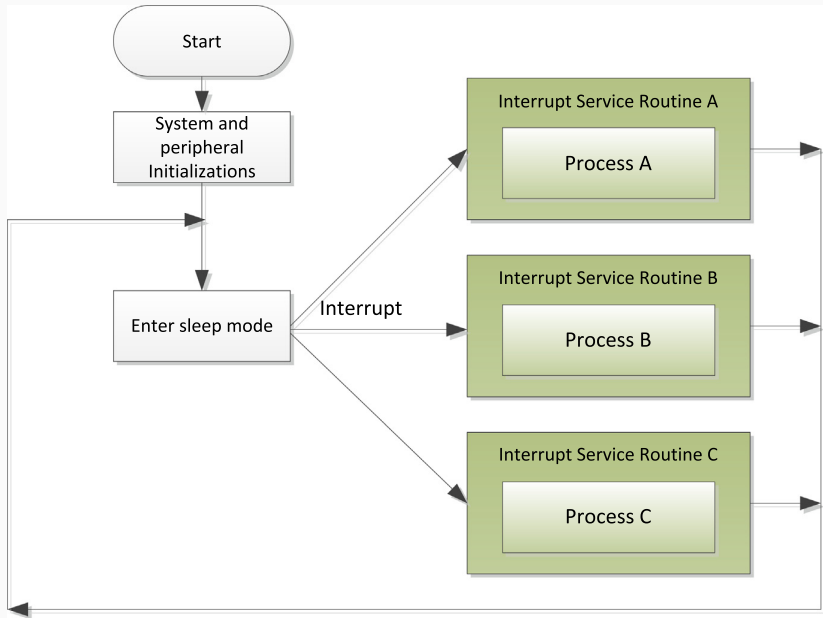 Start
System and
peripheral
Initializations
Enter sleep mode
Interrupt
Interrupt Service Routine A
Process A
Interrupt Service Routine B
Process B
Interrupt Service Routine C
Process C